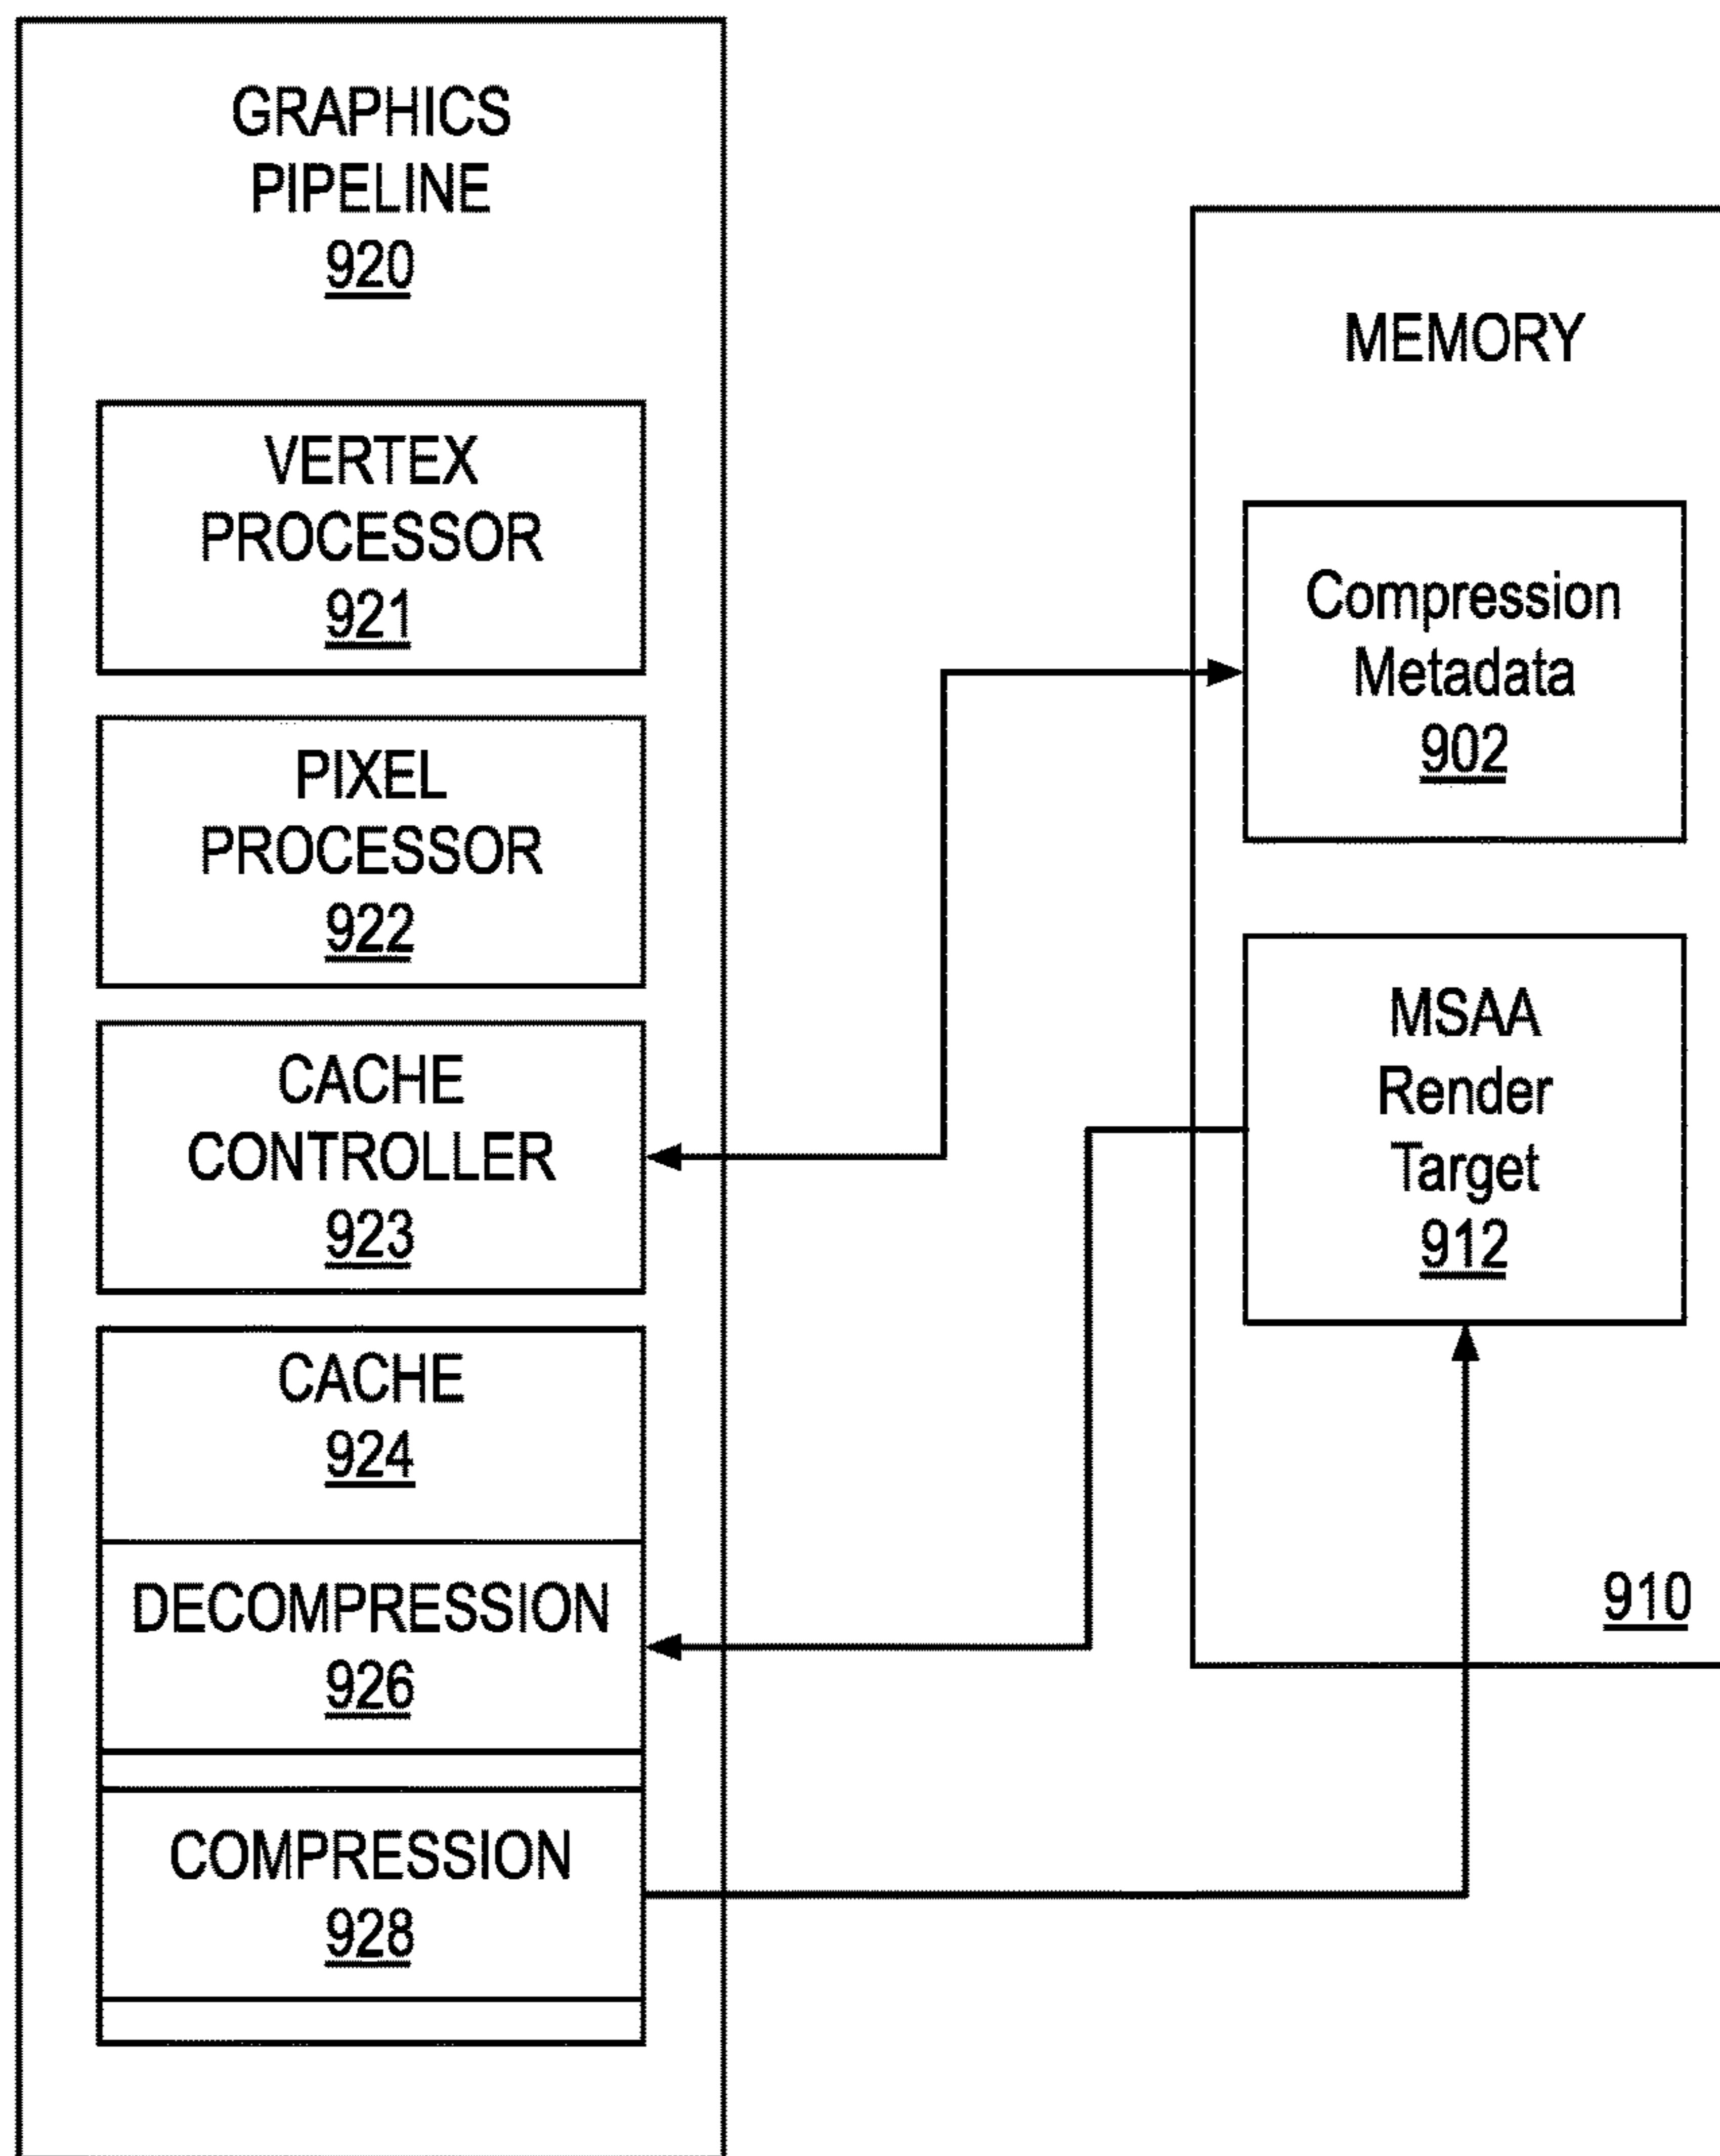 GRAPHICS
PIPELINE
920
VERTEX
PROCESSOR
921
PIXEL
PROCESSOR
922
CACHE
CONTROLLER
923
CACHE
924
DECOMPRESSION
926
COMPRESSION
928
MEMORY
Compression
Metadata
902
MSAA
Render
Target
912
910